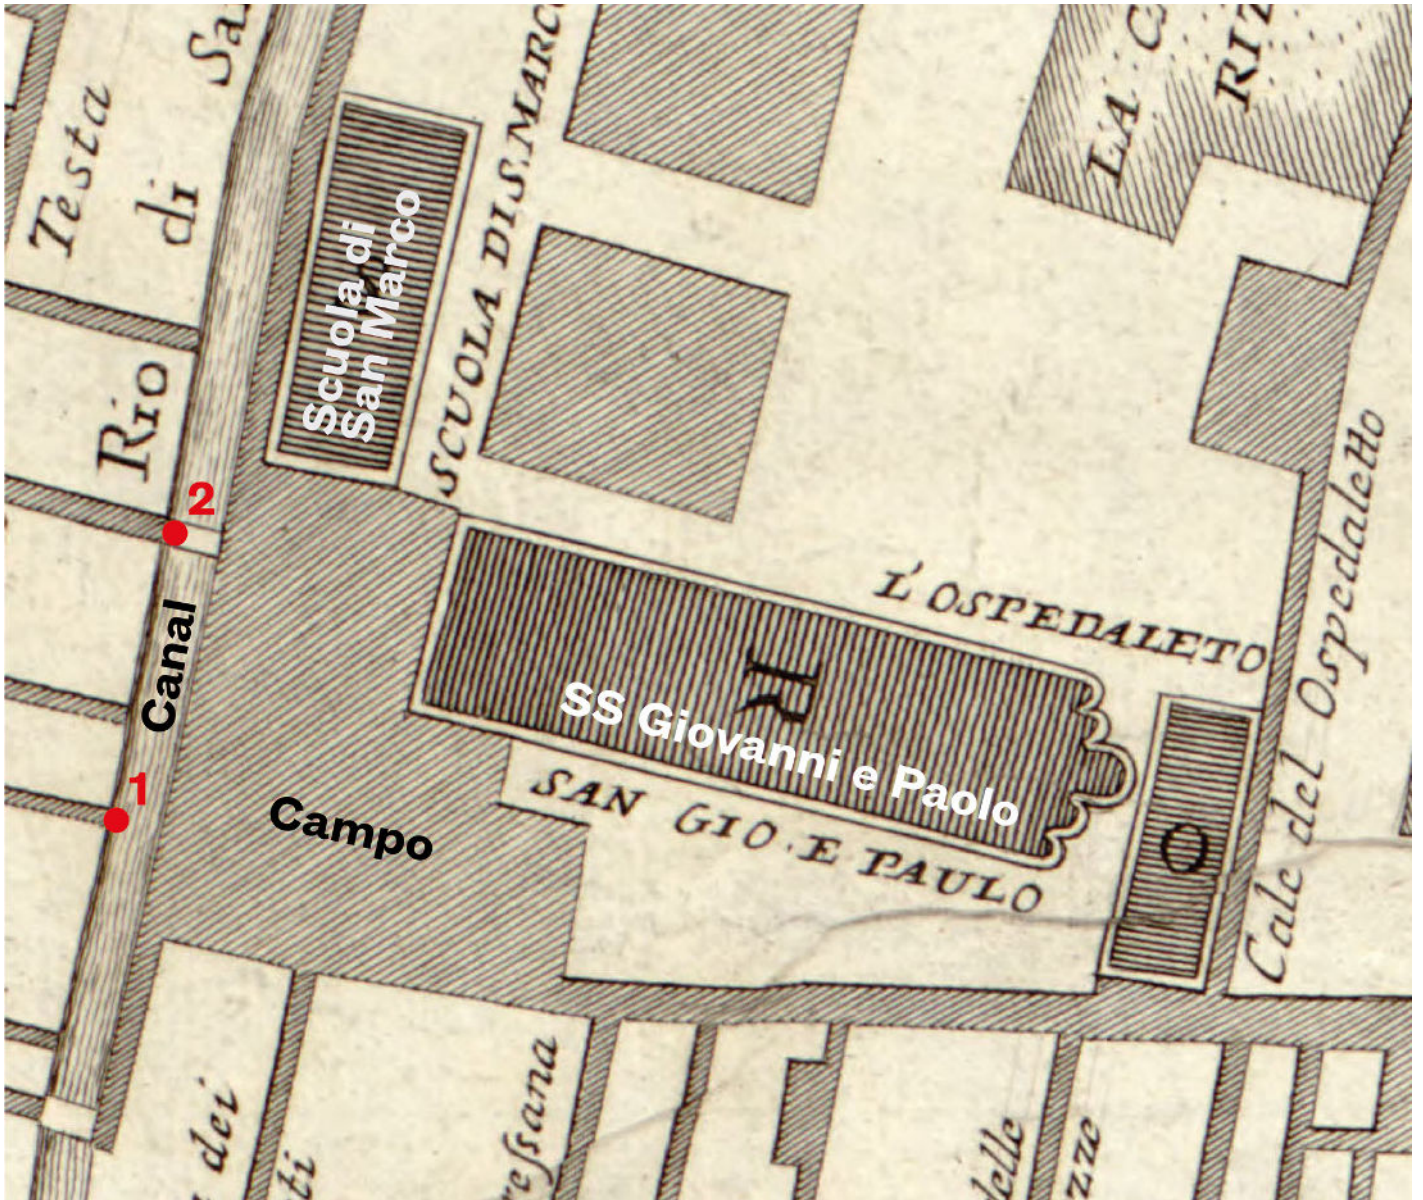 Testa
di
Sa
Rio
SCUOLA DI S. MARCO
Scuola di
San Marco
LA C
RIZ
2
Canal
1
Campo
L'OSPEDALETO
R
SS Giovanni e Paolo
SAN GIO. E PAULO
O
Cale del Ospedaletto
dei
ti
ressana
delle
zze